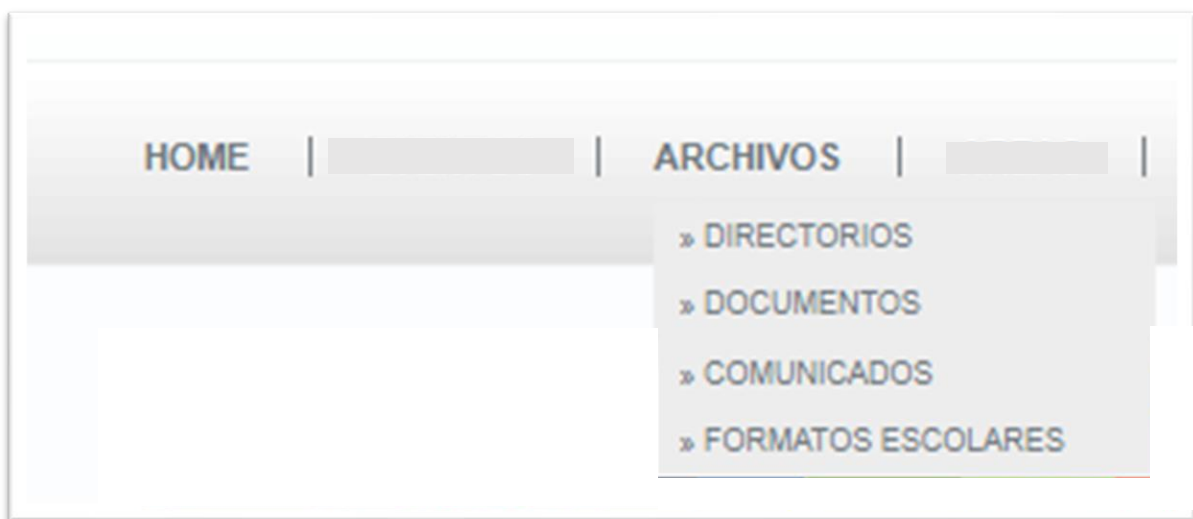 HOME | | ARCHIVOS | |
» DIRECTORIOS
» DOCUMENTOS
» COMUNICADOS
» FORMATOS ESCOLARES